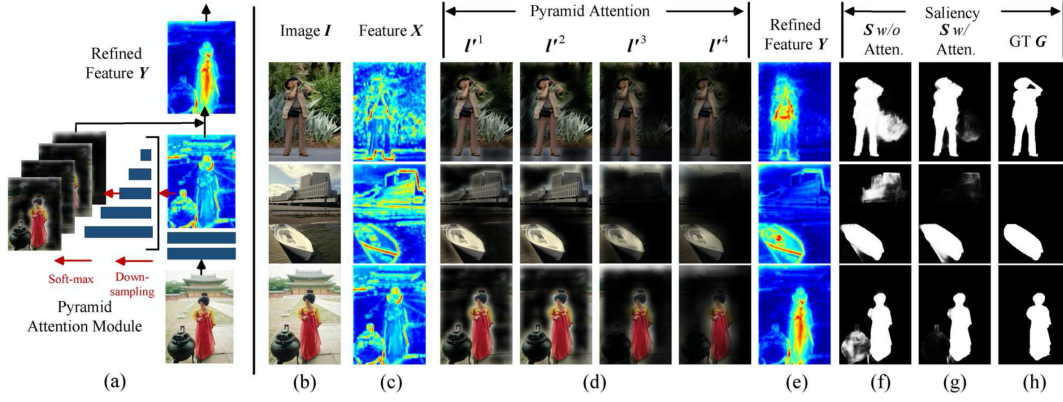 Refined
Feature Y
Soft-max
Down-
sampling
Pyramid
Attention Module
(a)
Image I
(b)
Feature X
(c)
Pyramid Attention
l'1
l'2
l'3
l'4
(d)
Refined
Feature Y
(e)
Saliency
S w/o
Atten.
(f)
S w/
Atten.
(g)
GT G
(h)